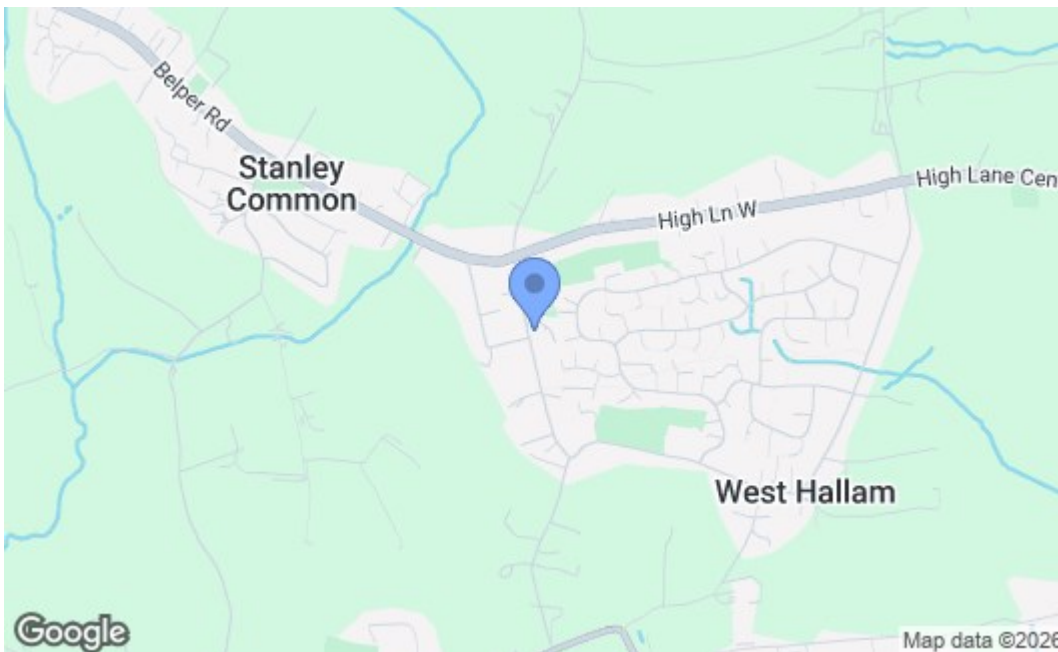 Belper Rd
Stanley
Common
High Lane Cen
High Ln W
West Hallam
Google
Map data ©2026